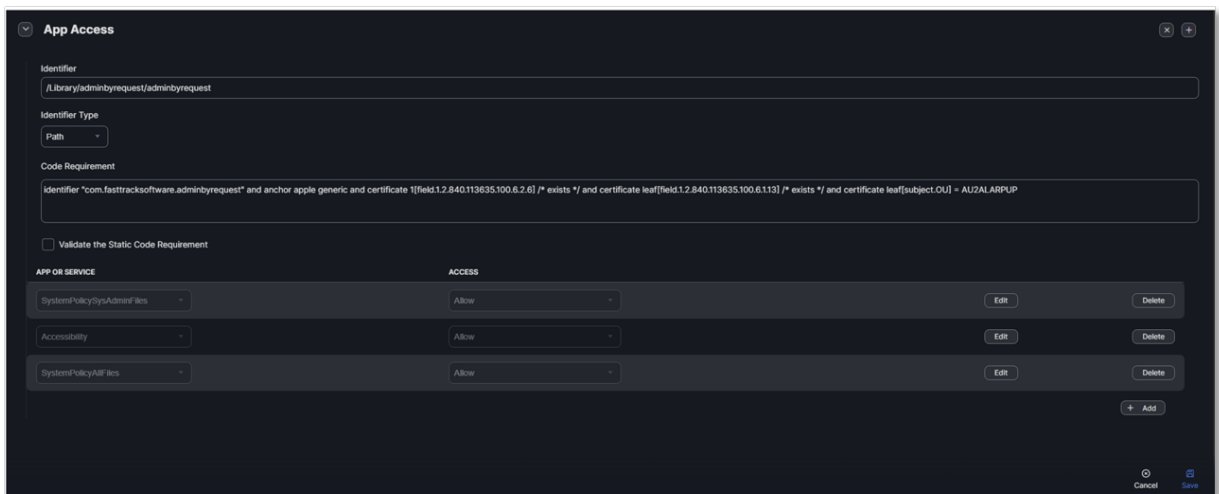 App Access
Identifier
/Library/adminbyrequest/adminbyrequest
Identifier Type
Path
Code Requirement
identifier "com.fasttracksoftware.adminbyrequest" and anchor apple generic and certificate 1[field.1.2.840.113635.100.6.2.6] /* exists */ and certificate leaf[field.1.2.840.113635.100.6.1.13] /* exists */ and certificate leaf[subject.OU] = AU2ALARPUP
Validate the Static Code Requirement
APP OR SERVICE ACCESS
SystemPolicySysAdminFiles Allow Edit Delete
Accessibility Allow Edit Delete
SystemPolicyAllFiles Allow Edit Delete
+ Add
Cancel Save